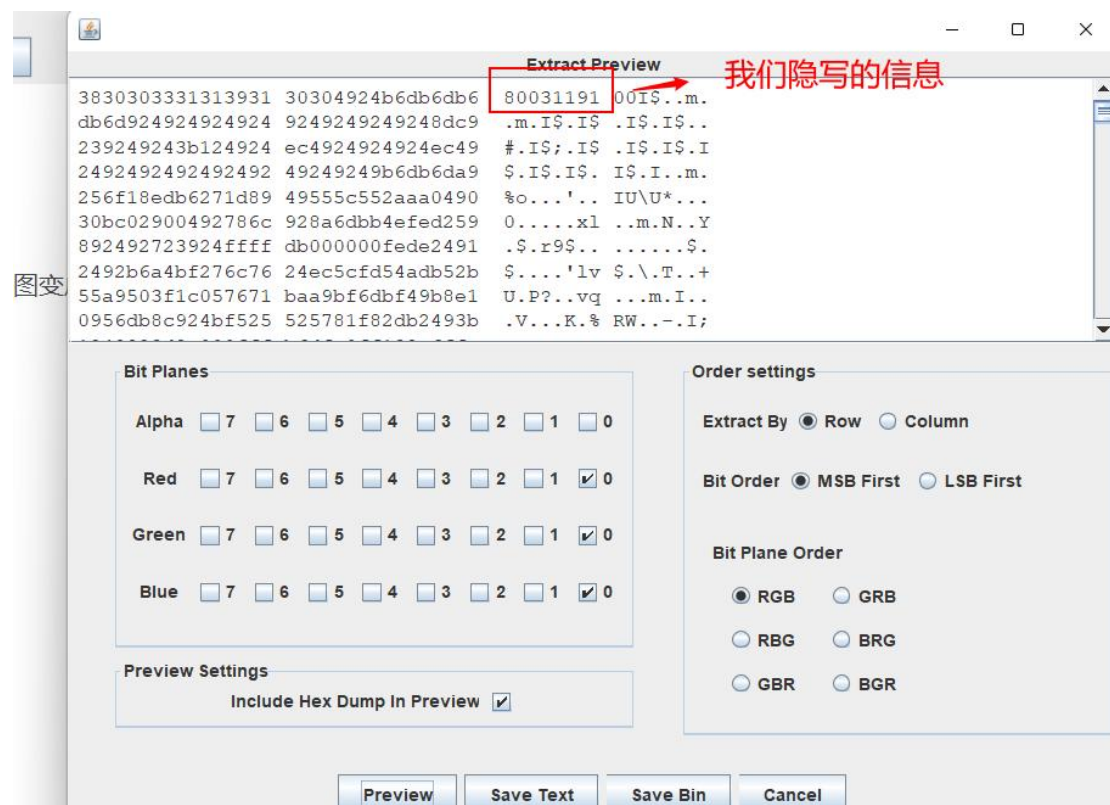 Extract Preview
我们隐写的信息
3830303331313931 30304924b6db6db6 80031191 00I$..m.
db6d924924924924 9249249249248dc9 .m.I$.I$ .I$.I$..
239249243b124924 ec4924924924ec49 #.I$;.I$ .I$.I$.I
2492492492492492 49249249b6db6da9 $.I$.I$. I$.I..m.
256f18edb6271d89 49555c552aaa0490 %o...'.. IU\U*...
30bc02900492786c 928a6dbb4efed259 0.....xl ..m.N..Y
892492723924ffff db000000fede2491 .$.r9$.. ......$.
2492b6a4bf276c76 24ec5cfd54adb52b $....'lv $.\.T..+
55a9503f1c057671 baa9bf6dbf49b8e1 U.P?..vq ...m.I..
0956db8c924bf525 525781f82db2493b .V...K.% RW..-.I;
图变
Bit Planes
Alpha 7 6 5 4 3 2 1 0
Red 7 6 5 4 3 2 1 0
Green 7 6 5 4 3 2 1 0
Blue 7 6 5 4 3 2 1 0
Preview Settings
Include Hex Dump In Preview
Order settings
Extract By Row Column
Bit Order MSB First LSB First
Bit Plane Order
RGB GRB
RBG BRG
GBR BGR
Preview Save Text Save Bin Cancel